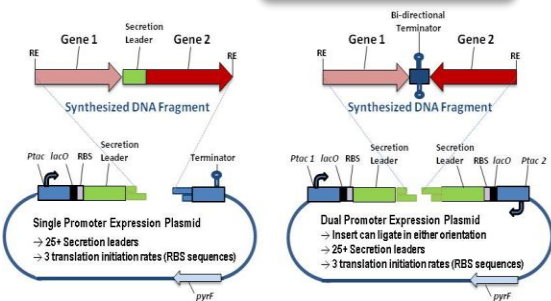 Secretion
Leader
Gene 1
Gene 2
RE
RE
Synthesized DNA Fragment
Secretion
Leader
Ptac lacO RBS
Terminator
Single Promoter Expression Plasmid
→ 25+ Secretion leaders
→ 3 translation initiation rates (RBS sequences)
pyrF
Bi-directional
Terminator
Gene 1
Gene 2
RE
RE
Synthesized DNA Fragment
Secretion
Leader
Secretion
Leader
Ptac 1 lacO RBS
RBS lacO Ptac 2
Dual Promoter Expression Plasmid
→ Insert can ligate in either orientation
→ 25+ Secretion leaders
→ 3 translation initiation rates (RBS sequences)
pyrF